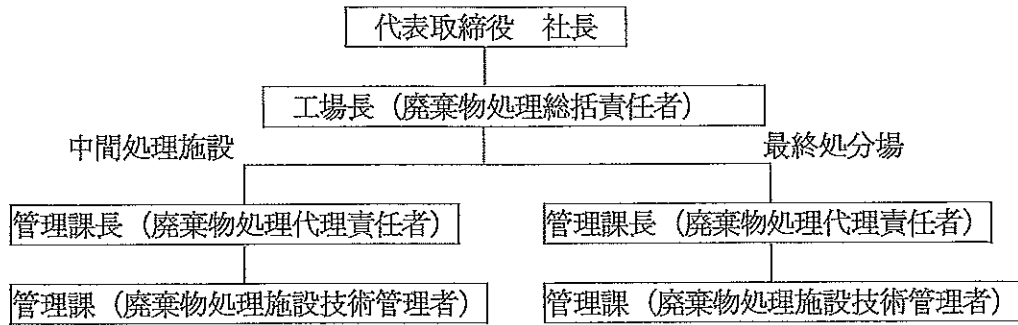 代表取締役　社長
工場長（廃棄物処理総括責任者）
中間処理施設
最終処分場
管理課長（廃棄物処理代理責任者）
管理課長（廃棄物処理代理責任者）
管理課（廃棄物処理施設技術管理者）
管理課（廃棄物処理施設技術管理者）